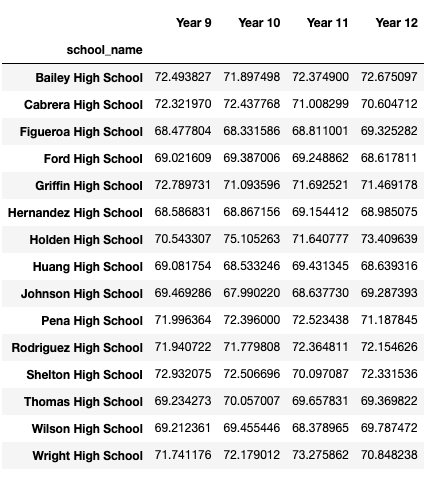 Year 9 Year 10 Year 11 Year 12
school_name
Bailey High School 72.493827 71.897498 72.374900 72.675097
Cabrera High School 72.321970 72.437768 71.008299 70.604712
Figueroa High School 68.477804 68.331586 68.811001 69.325282
Ford High School 69.021609 69.387006 69.248862 68.617811
Griffin High School 72.789731 71.093596 71.692521 71.469178
Hernandez High School 68.586831 68.867156 69.154412 68.985075
Holden High School 70.543307 75.105263 71.640777 73.409639
Huang High School 69.081754 68.533246 69.431345 68.639316
Johnson High School 69.469286 67.990220 68.637730 69.287393
Pena High School 71.996364 72.396000 72.523438 71.187845
Rodriguez High School 71.940722 71.779808 72.364811 72.154626
Shelton High School 72.932075 72.506696 70.097087 72.331536
Thomas High School 69.234273 70.057007 69.657831 69.369822
Wilson High School 69.212361 69.455446 68.378965 69.787472
Wright High School 71.741176 72.179012 73.275862 70.848238